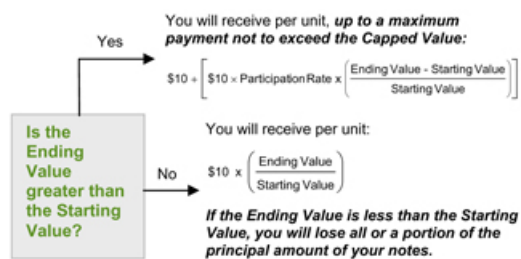 You will receive per unit, up to a maximum
payment not to exceed the Capped Value:
Yes
$10 + [ $10 × Participation Rate x ( Ending Value - Starting Value / Starting Value ) ]
Is the
Ending
Value
greater than
the Starting
Value?
No
You will receive per unit:
$10 x ( Ending Value / Starting Value )
If the Ending Value is less than the Starting
Value, you will lose all or a portion of the
principal amount of your notes.